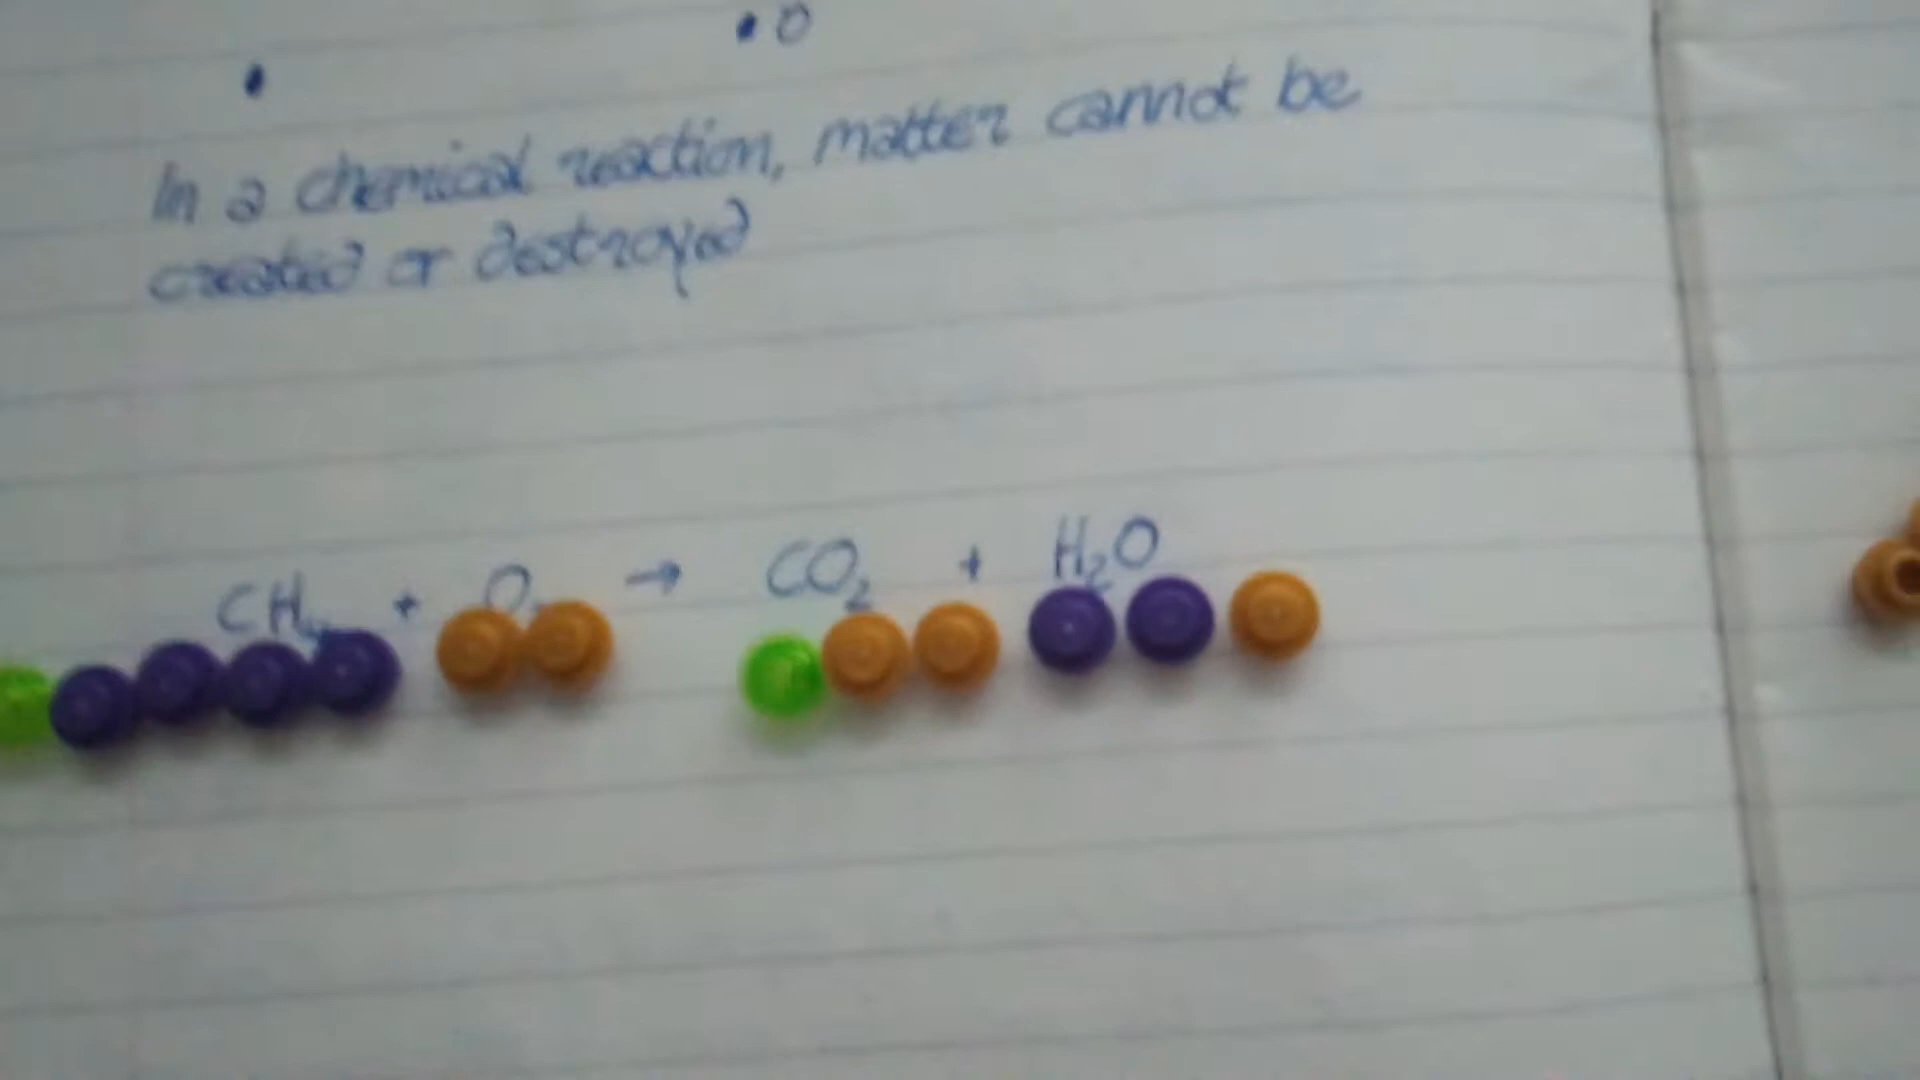 O
In a chemical reaction, matter cannot be
created or destroyed
CH₄ + O₂ → CO₂ + H₂O